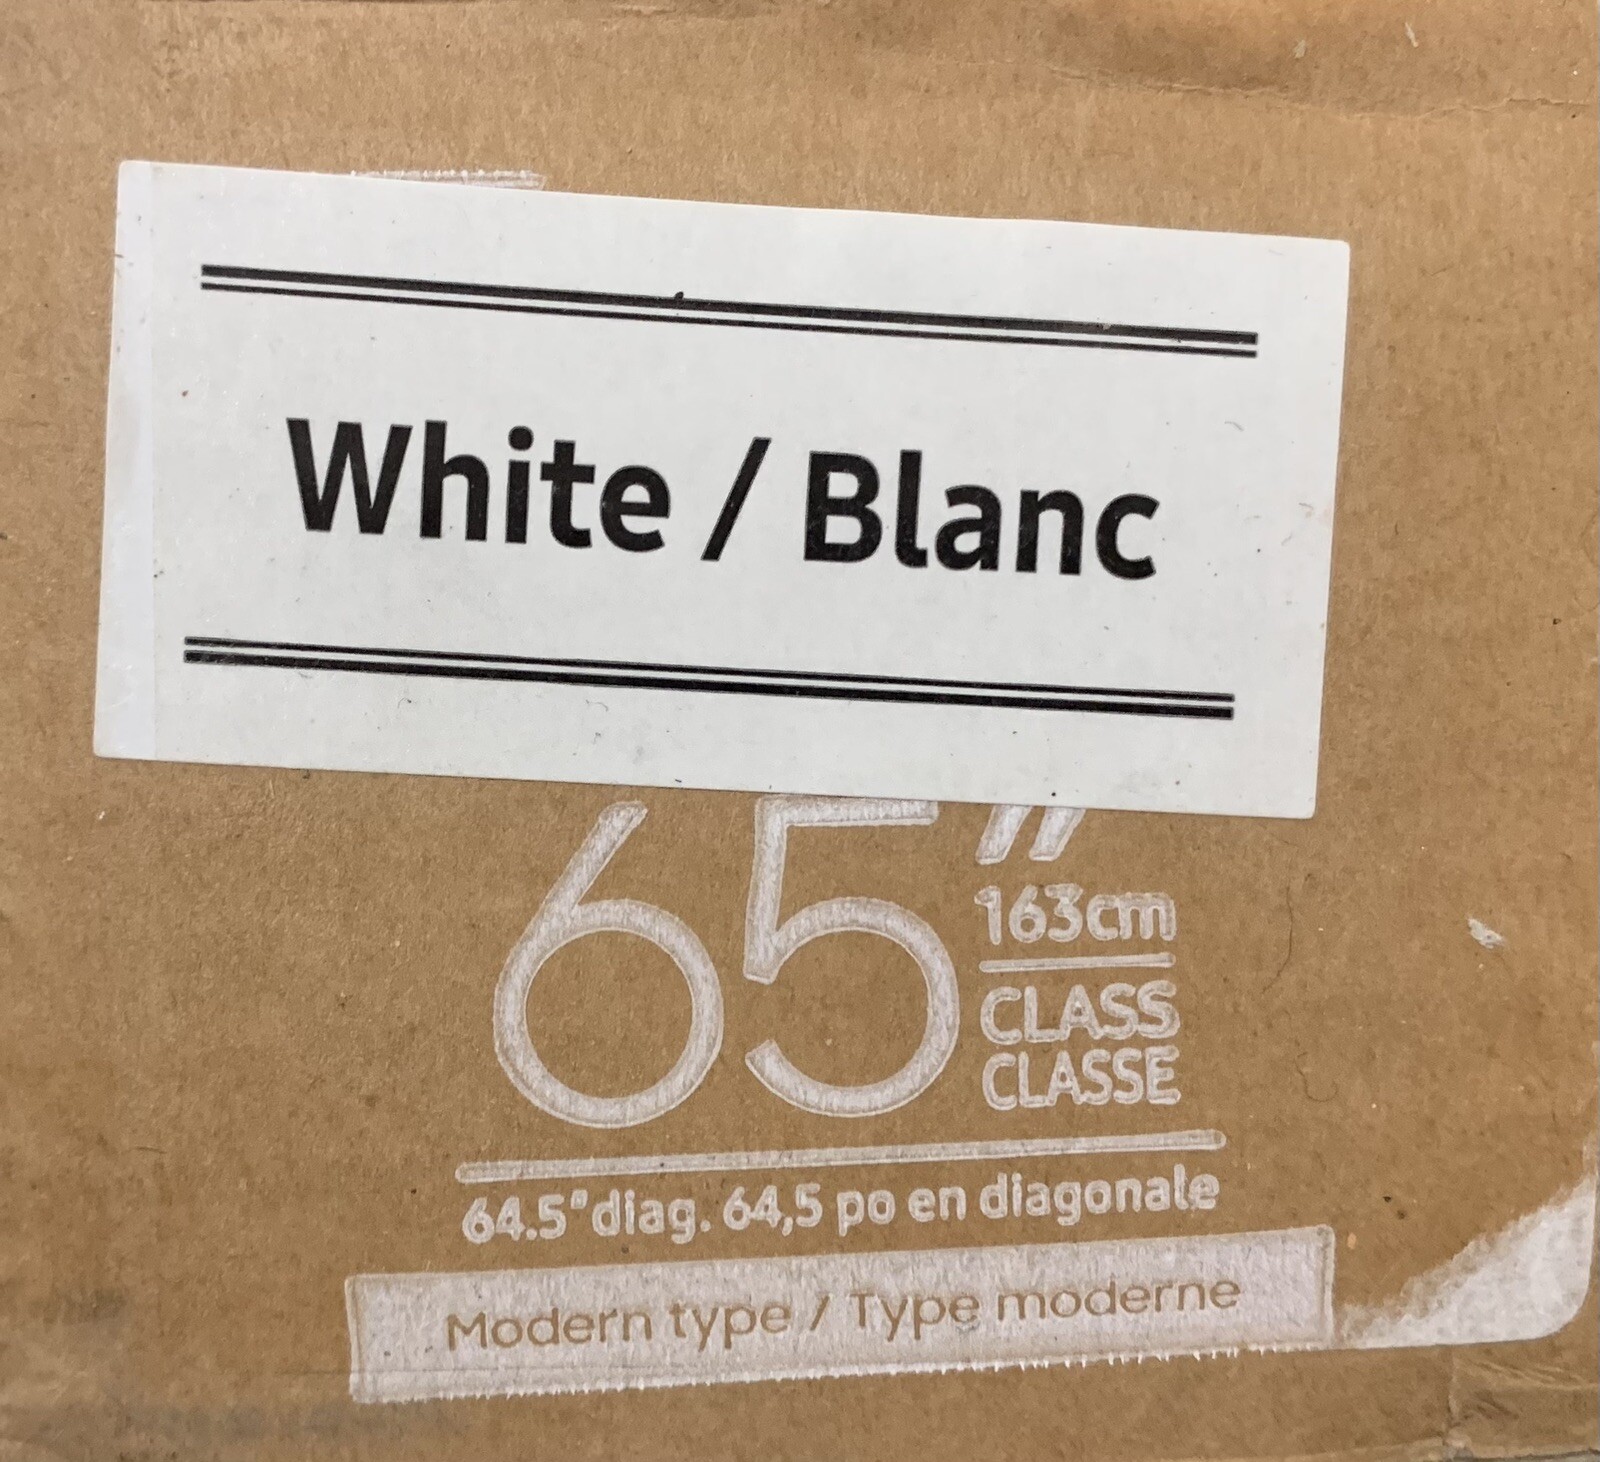 White / Blanc
65”
163cm
CLASS
CLASSE
64.5"diag. 64,5 po en diagonale
Modern type / Type moderne